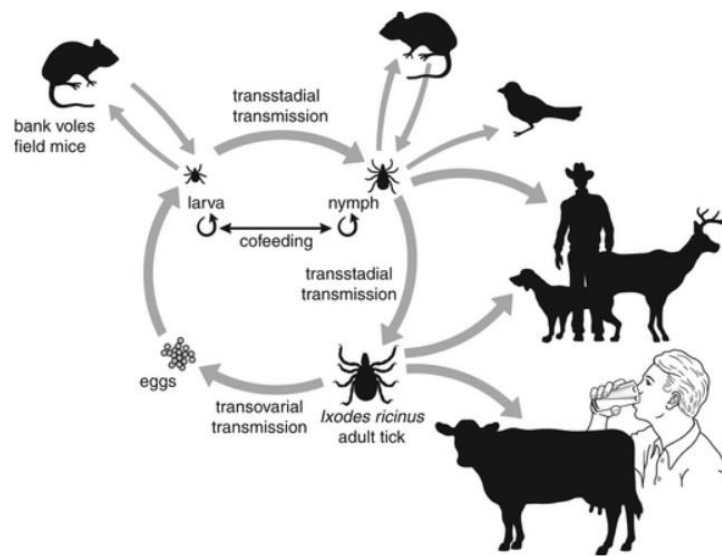 transstadial
transmission
bank voles
field mice
larva
nymph
cofeeding
transstadial
transmission
eggs
transovarial
transmission
Ixodes ricinus
adult tick